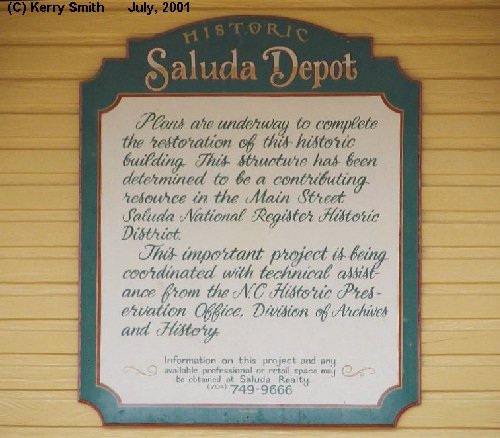 (C) Kerry Smith July, 2001
HISTORIC
Saluda Depot
Plans are underway to complete
the restoration of this historic
building. This structure has been
determined to be a contributing
resource in the Main Street
Saluda National Register Historic
District.
This important project is being
coordinated with technical assist-
ance from the N.C. Historic Pres-
ervation Office, Division of Archives
and History.
Information on this project and any
available professional or retail space may
be obtained at Saluda Realty.
(704) 749-9666